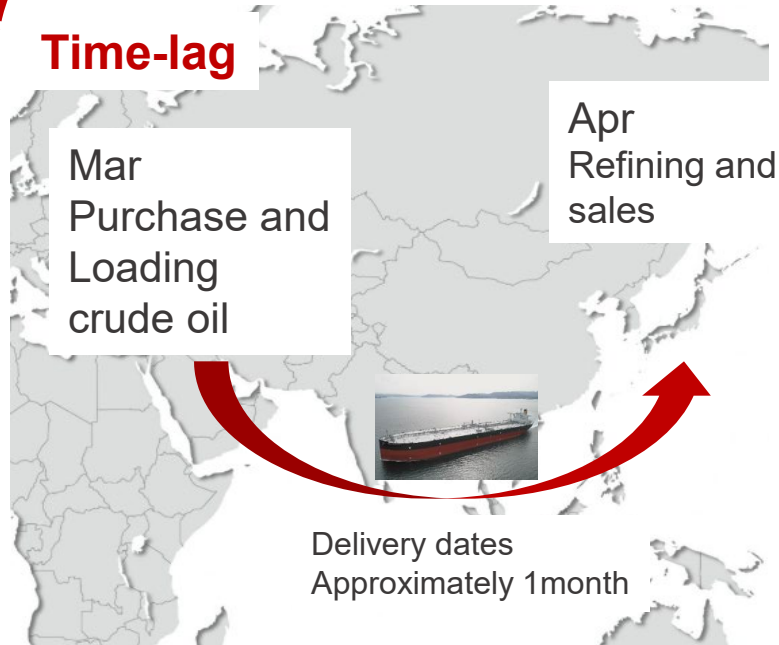 Time-lag
Mar
Purchase and
Loading
crude oil
Apr
Refining and
sales
Delivery dates
Approximately 1month